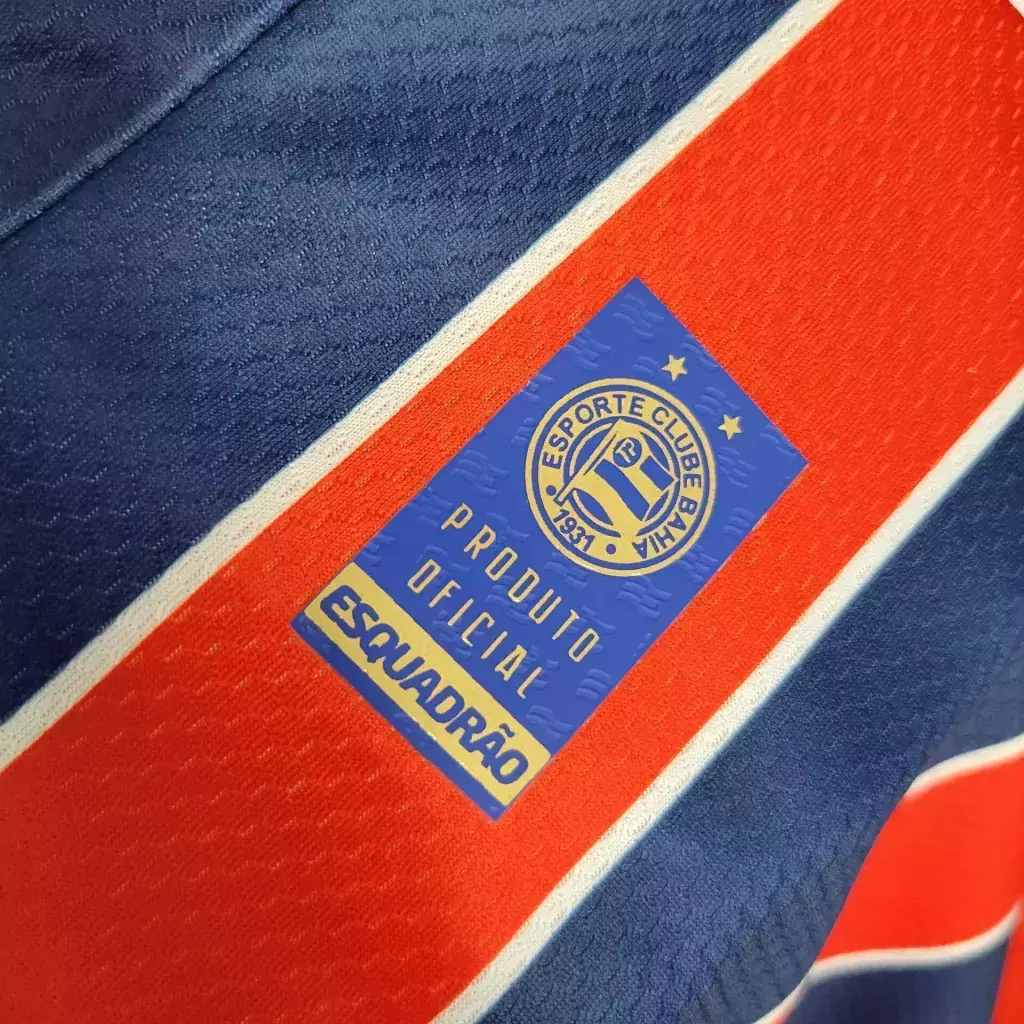 ESPORTE CLUBE BAHIA
1931
PRODUTO
OFICIAL
ESQUADRÃO